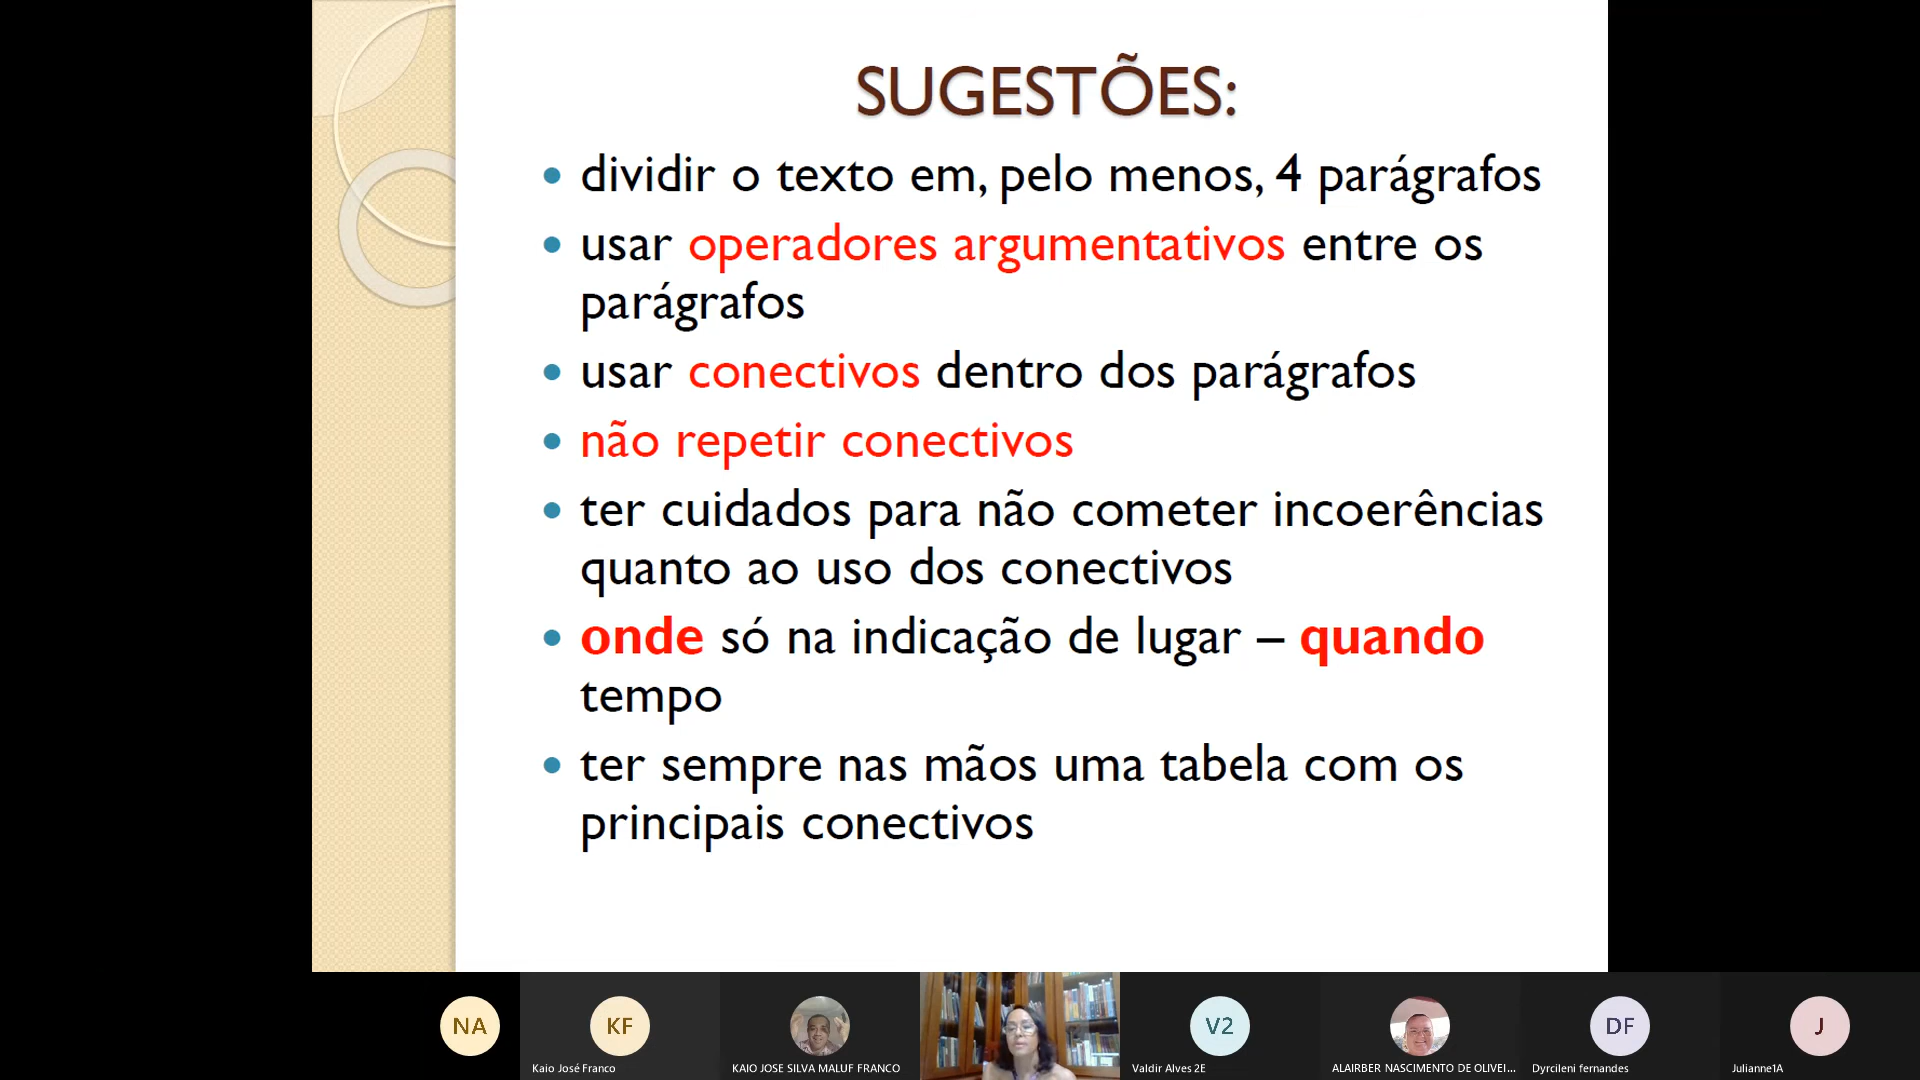 SUGESTÕES:
• dividir o texto em, pelo menos, 4 parágrafos
• usar operadores argumentativos entre os
parágrafos
• usar conectivos dentro dos parágrafos
• não repetir conectivos
• ter cuidados para não cometer incoerências
quanto ao uso dos conectivos
• onde só na indicação de lugar – quando
tempo
• ter sempre nas mãos uma tabela com os
principais conectivos
NA
KF
V2
DF
J
Kaio José Franco
KAIO JOSE SILVA MALUF FRANCO
Valdir Alves 2E
ALAIRBER NASCIMENTO DE OLIVEI...
Dyrcileni fernandes
Julianne1A